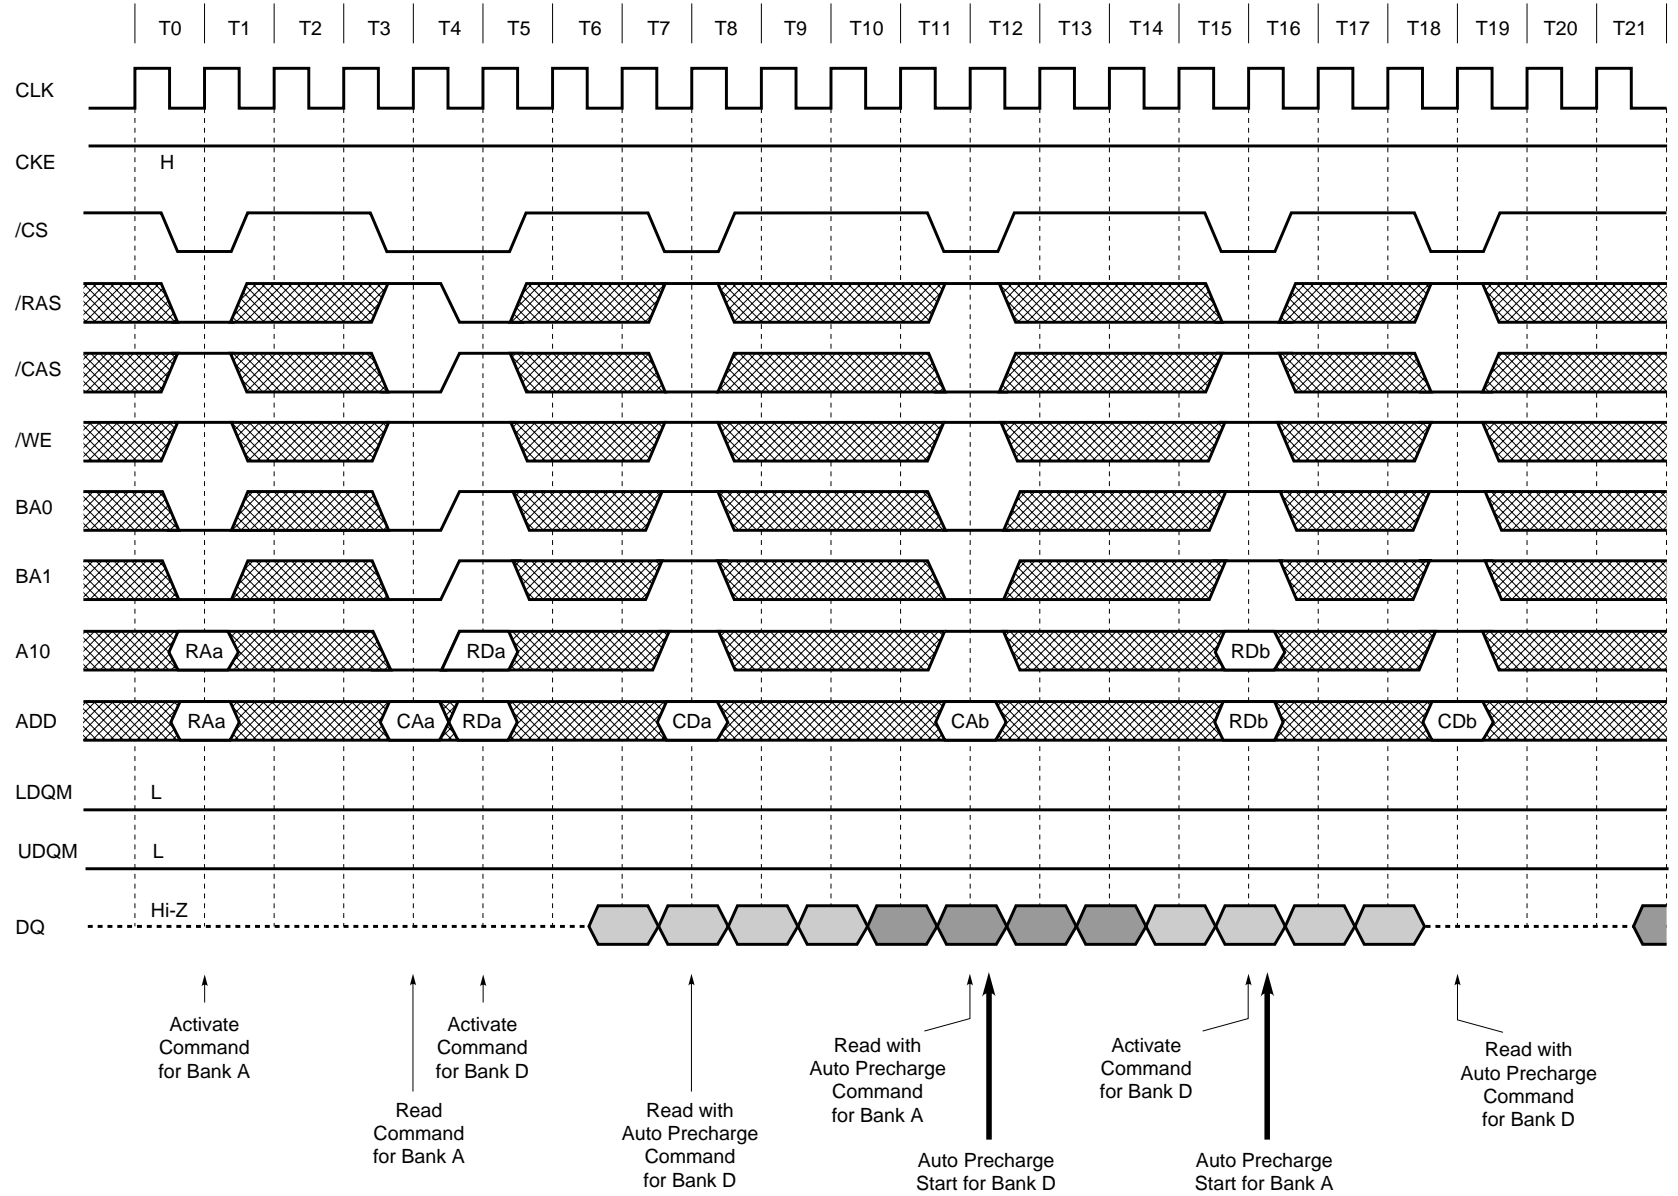 T0 T1 T2 T3 T4 T5 T6 T7 T8 T9 T10 T11 T12 T13 T14 T15 T16 T17 T18 T19 T20 T21
CLK
CKE H
/CS
/RAS
/CAS
/WE
BA0
BA1
A10 RAa RDa RDb
ADD RAa CAa RDa CDa CAb RDb CDb
LDQM L
UDQM L
DQ Hi-Z
Activate
Command
for Bank A
Read
Command
for Bank A
Activate
Command
for Bank D
Read with
Auto Precharge
Command
for Bank D
Read with
Auto Precharge
Command
for Bank A
Auto Precharge
Start for Bank D
Activate
Command
for Bank D
Auto Precharge
Start for Bank A
Read with
Auto Precharge
Command
for Bank D